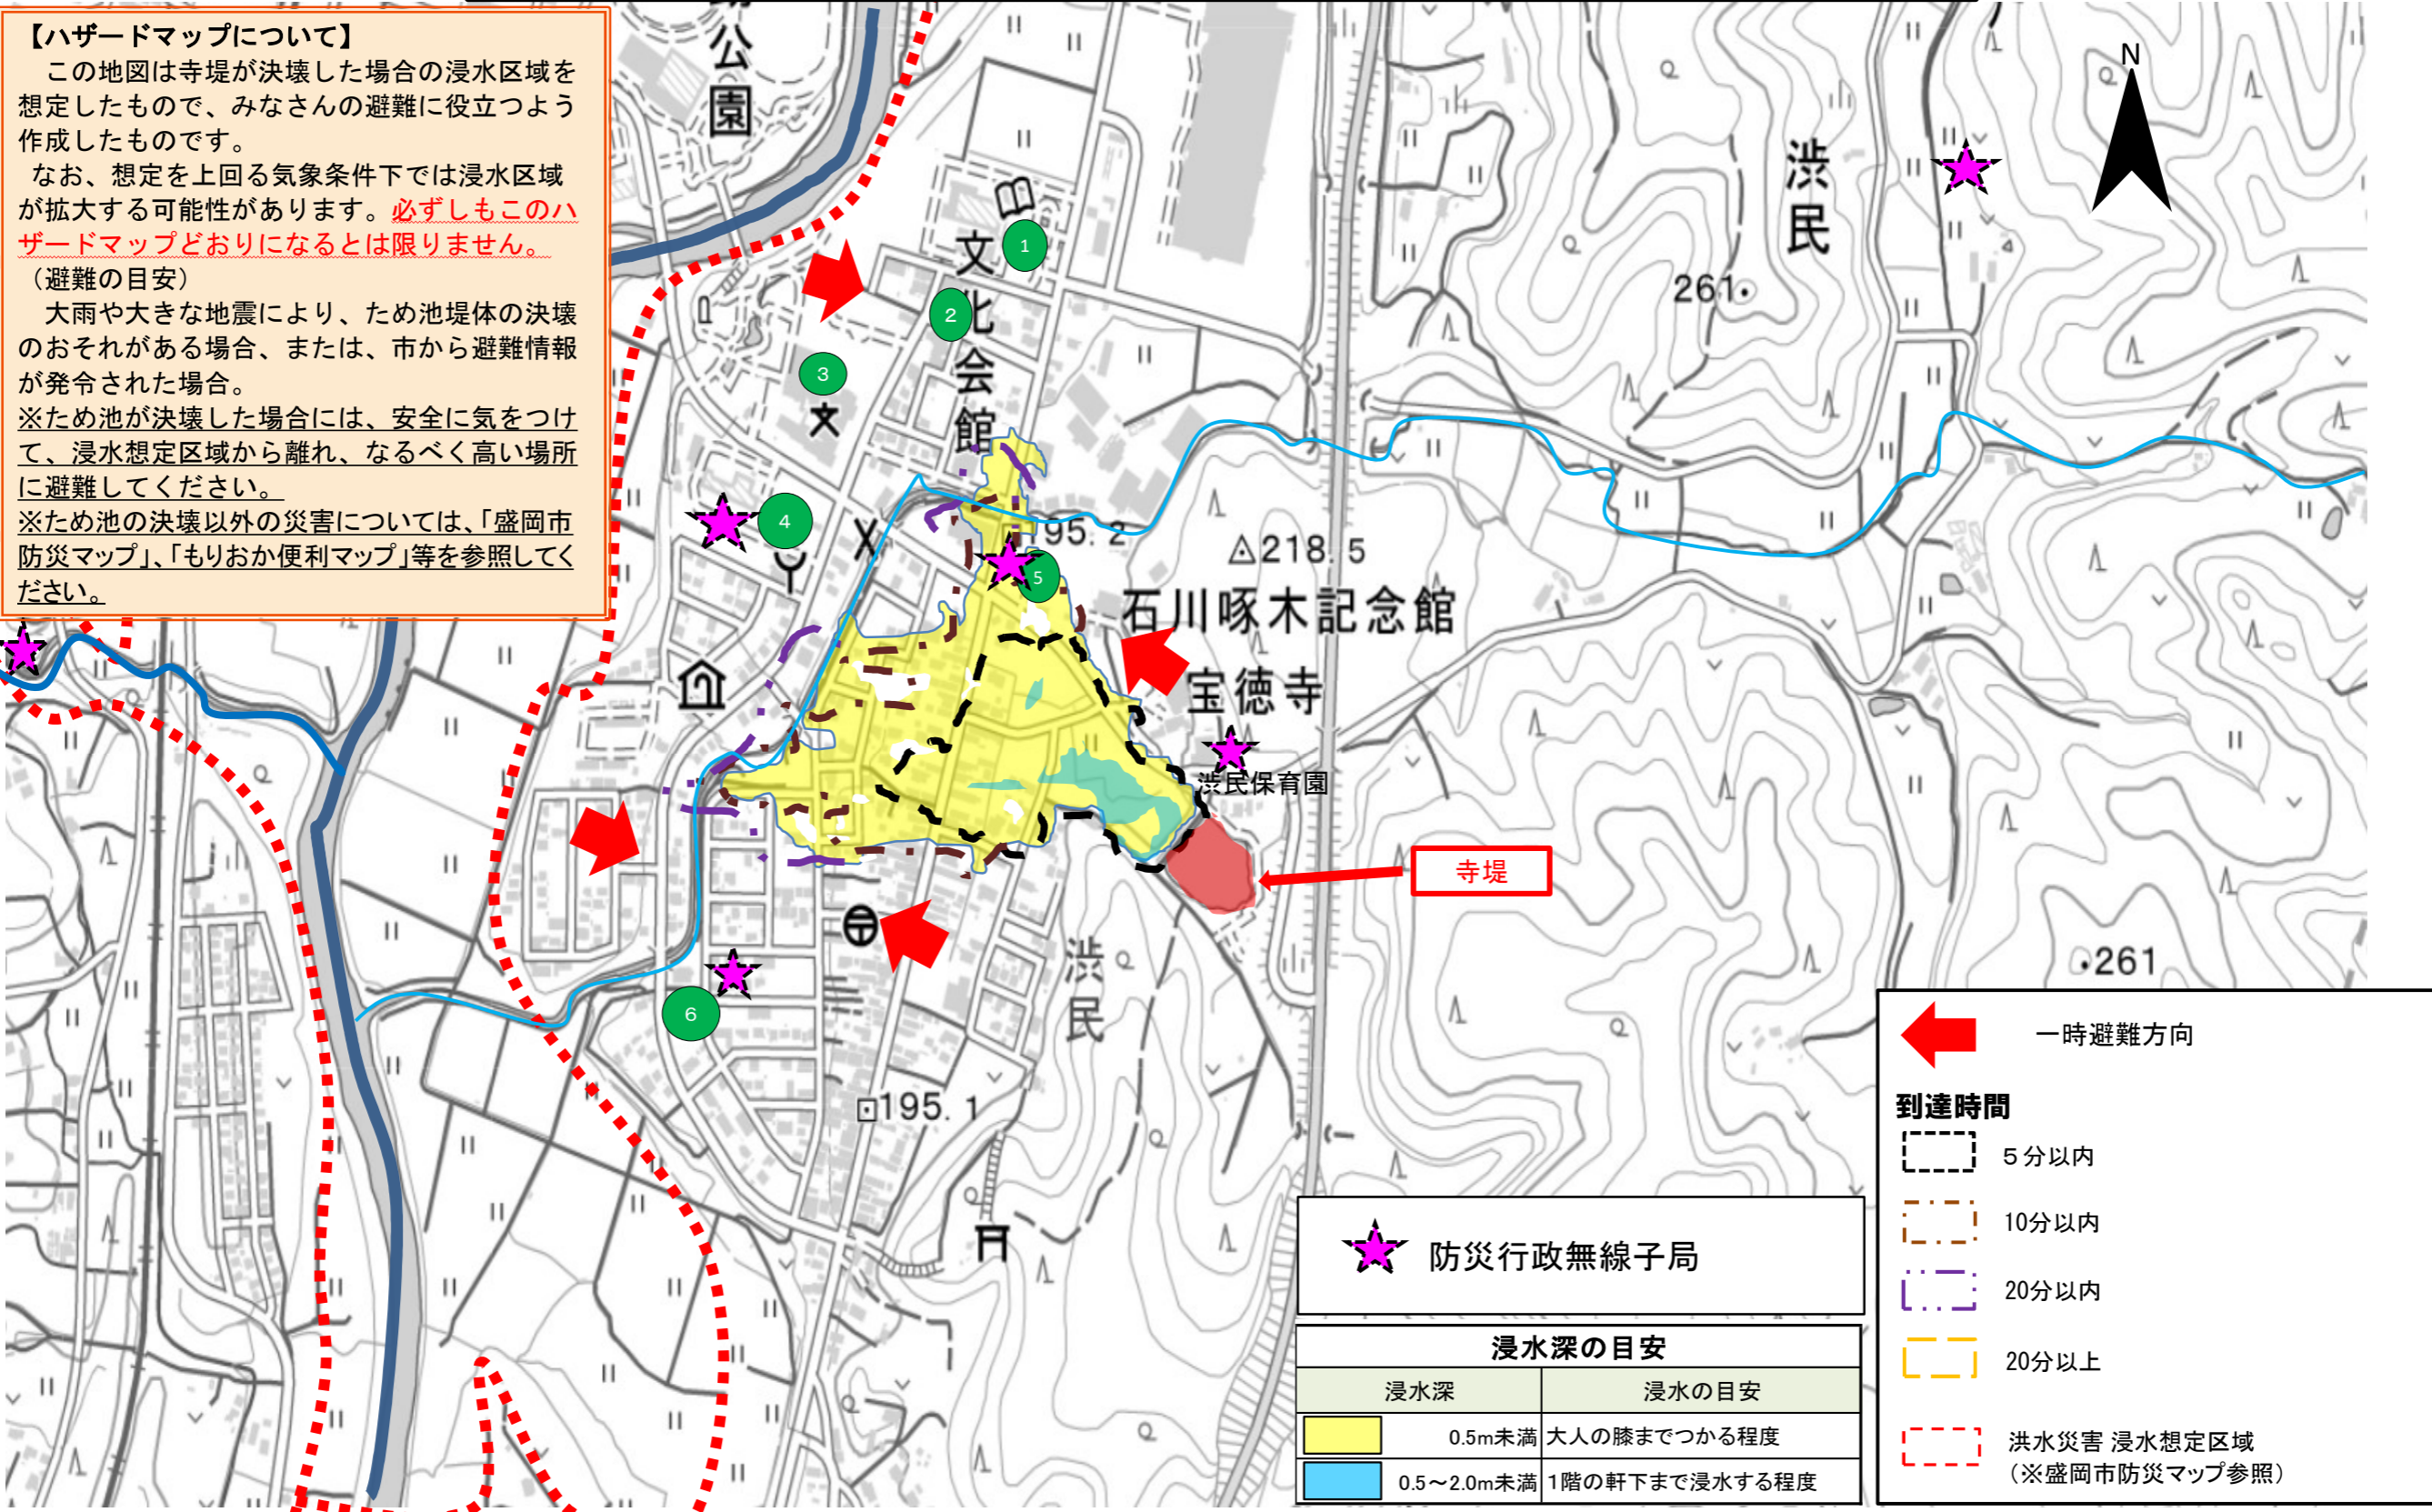 【ハザードマップについて】
この地図は寺堤が決壊した場合の浸水区域を
想定したもので、みなさんの避難に役立つよう
作成したものです。
なお、想定を上回る気象条件下では浸水区域
が拡大する可能性があります。必ずしもこのハ
ザードマップどおりになるとは限りません。
（避難の目安）
大雨や大きな地震により、ため池堤体の決壊
のおそれがある場合、または、市から避難情報
が発令された場合。
※ため池が決壊した場合には、安全に気をつけ
て、浸水想定区域から離れ、なるべく高い場所
に避難してください。
※ため池の決壊以外の災害については、「盛岡市
防災マップ」、「もりおか便利マップ」等を参照してく
ださい。
公園
N
渋民
261
文化会館
1
2
3
4
5
6
195.2
218.5
石川啄木記念館
宝徳寺
渋民保育園
寺堤
渋民
195.1
261
一時避難方向
到達時間
５分以内
10分以内
20分以内
20分以上
洪水災害 浸水想定区域
（※盛岡市防災マップ参照）
防災行政無線子局
浸水深の目安
浸水深 浸水の目安
0.5m未満 大人の膝までつかる程度
0.5～2.0m未満 1階の軒下まで浸水する程度